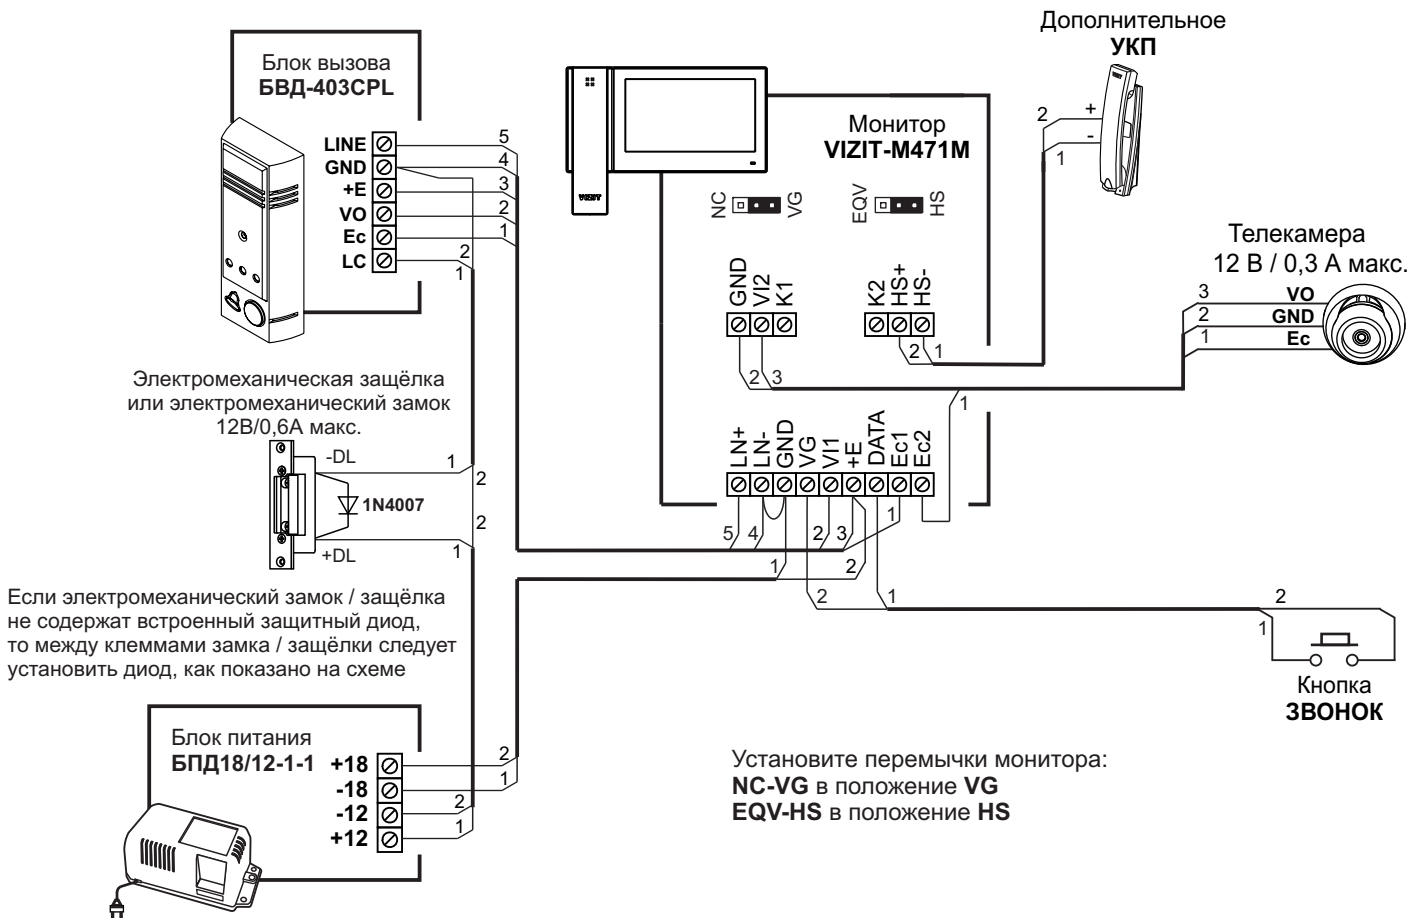 Блок вызова
БВД-403CPL
LINE
GND
+E
VO
Ec
LC
5
4
3
2
1
2
1
VIZIT
Монитор
VIZIT-M471M
NC
VG
EQV
HS
GND
VI2
K1
K2
HS+
HS-
2
3
2
1
Дополнительное
УКП
2
+
-
1
Телекамера
12 В / 0,3 А макс.
3
VO
2
GND
1
Ec
1
LN+
LN-
GND
VG
VI1
+E
DATA
Ec1
Ec2
5
4
2
3
1
1
2
2
1
Электромеханическая защёлка
или электромеханический замок
12В/0,6А макс.
-DL
1
2
1N4007
2
+DL
1
Если электромеханический замок / защёлка
не содержат встроенный защитный диод,
то между клеммами замка / защёлки следует
установить диод, как показано на схеме
2
1
Кнопка
ЗВОНОК
Блок питания
БПД18/12-1-1
+18
-18
-12
+12
2
1
2
1
Установите перемычки монитора:
NC-VG в положение VG
EQV-HS в положение HS